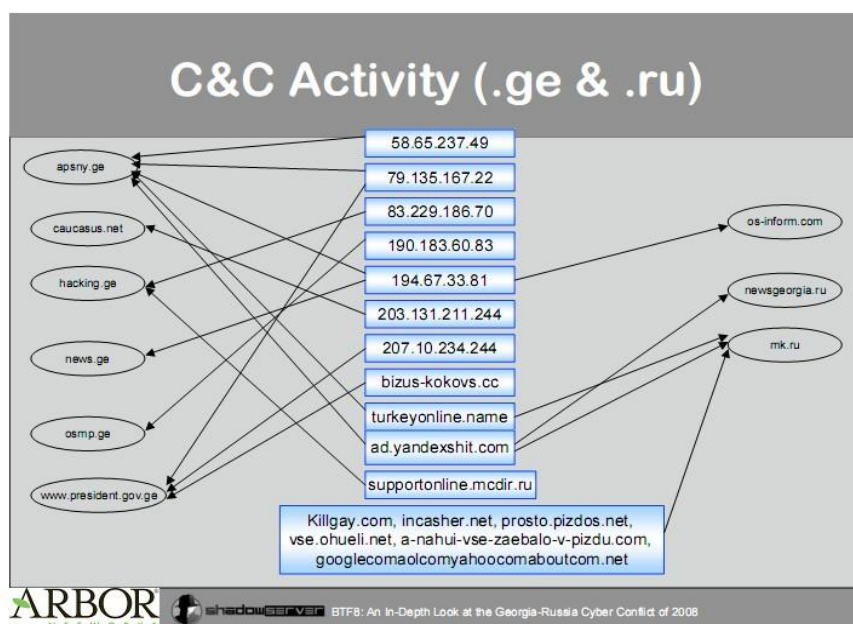 C&C Activity (.ge & .ru)
apsny.ge
caucasus.net
hacking.ge
news.ge
osmp.ge
www.president.gov.ge
58.65.237.49
79.135.167.22
83.229.186.70
190.183.60.83
194.67.33.81
203.131.211.244
207.10.234.244
bizus-kokovs.cc
turkeyonline.name
ad.yandexshit.com
supportonline.mcdir.ru
Killgay.com, incasher.net, prosto.pizdos.net,
vse.ohueli.net, a-nahui-vse-zaebalo-v-pizdu.com,
googlecomaolcomyahoocomaboutcom.net
os-inform.com
newsgeorgia.ru
mk.ru
ARBOR
shadowserver
BTF8: An In-Depth Look at the Georgia-Russia Cyber Conflict of 2008